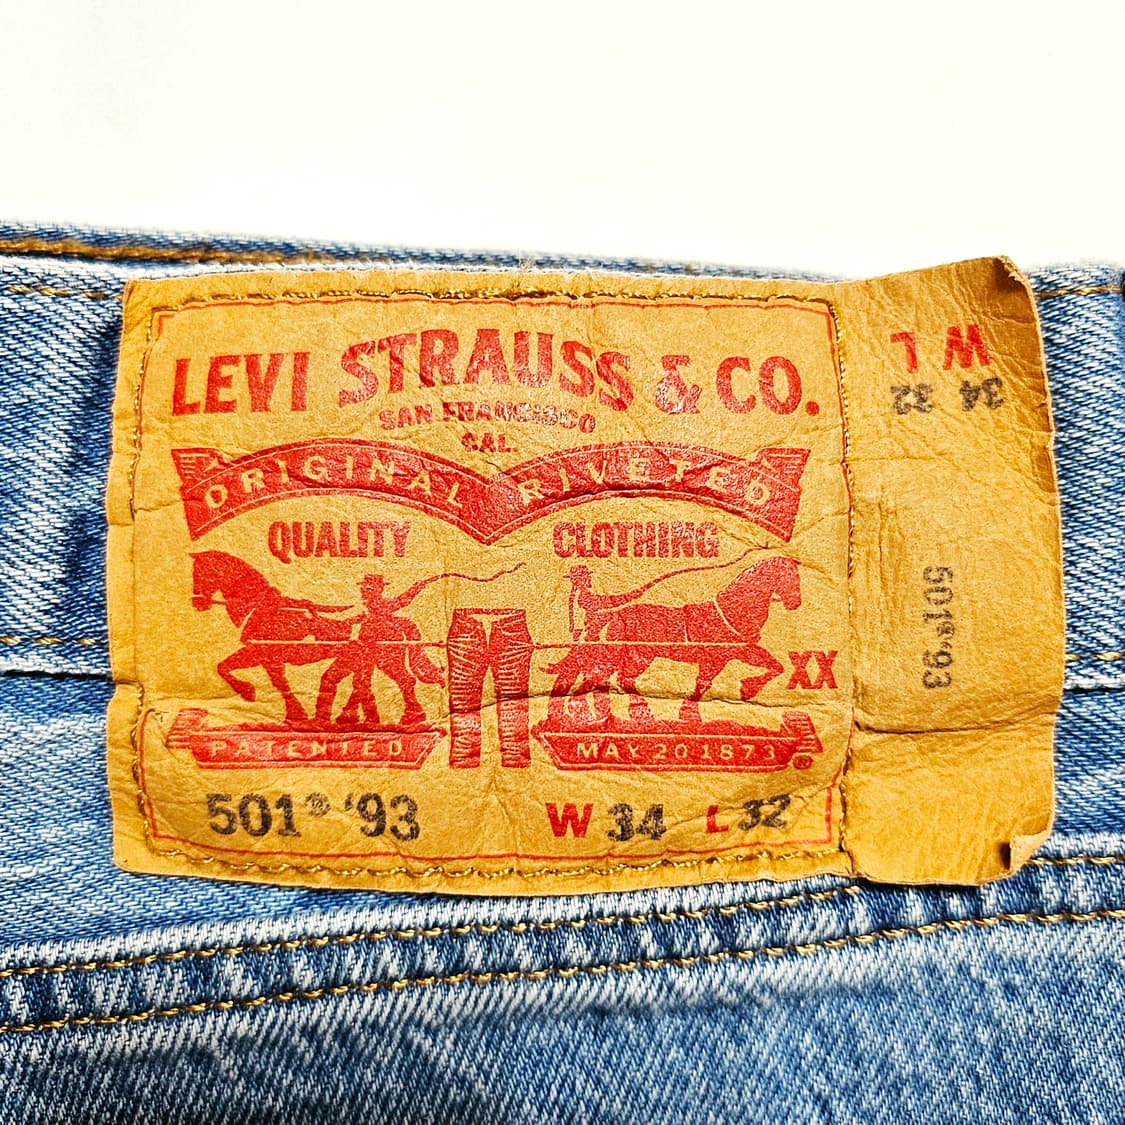 LEVI STRAUSS & CO.
SAN FRANCISCO
CAL.
ORIGINAL RIVETED
QUALITY CLOTHING
XX
PATENTED MAY 20 1873 ®
501® '93 W 34 L 32
W L
34 32
501® '93